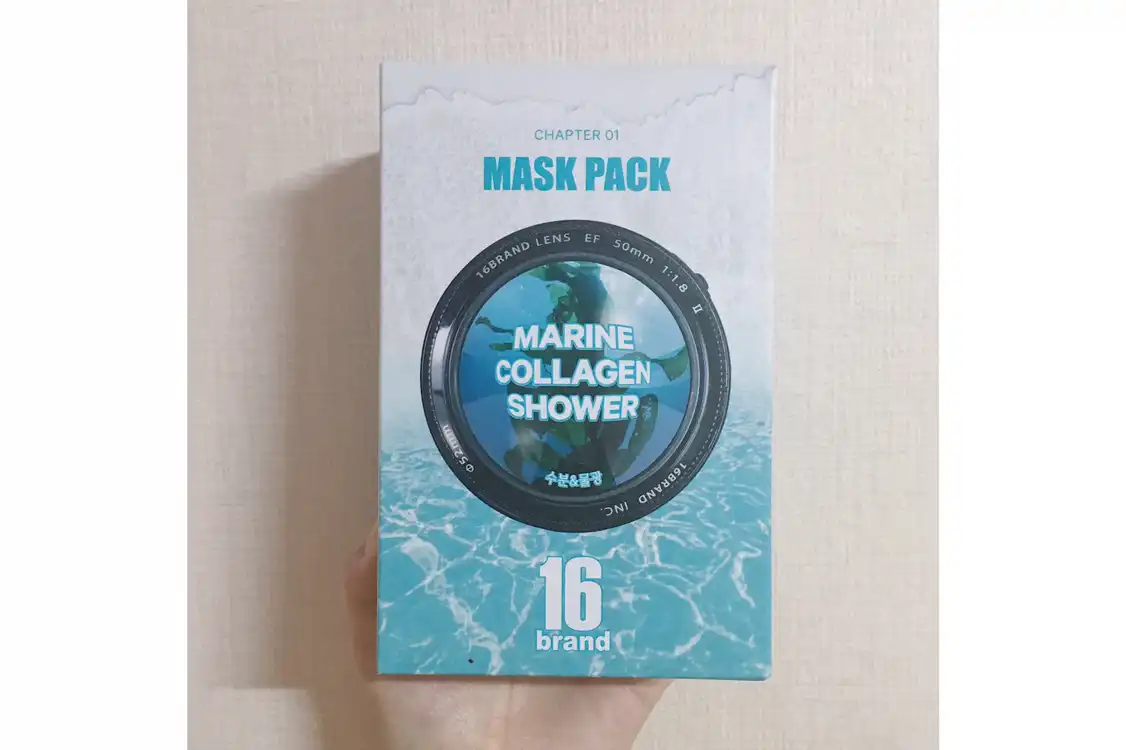 CHAPTER 01
MASK PACK
16BRAND LENS EF 50mm 1:1.8 II
MARINE
COLLAGEN
SHOWER
수분&물광
Φ52mm
16BRAND INC.
16
brand